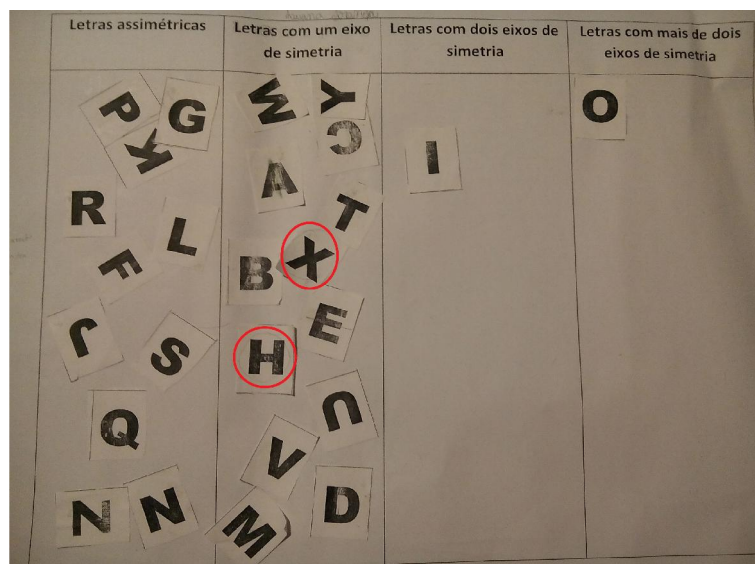 Letras assimétricas
P
G
K
R
L
F
J
S
Q
N
N
Letras com um eixo
de simetria
W
Y
C
A
T
X
B
E
H
U
V
D
M
Letras com dois eixos de
simetria
I
Letras com mais de dois
eixos de simetria
O